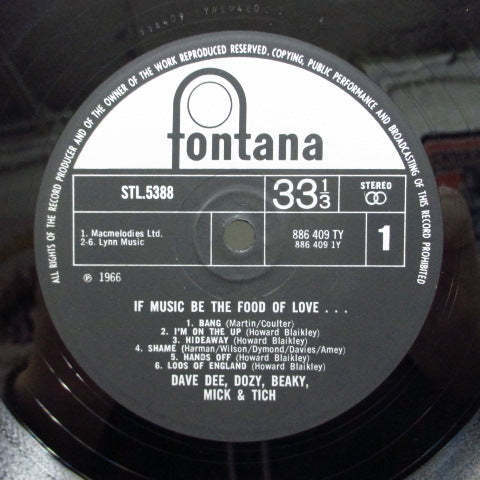 ALL RIGHTS OF THE RECORD PRODUCER AND OF THE OWNER OF THE WORK REPRODUCED RESERVED, COPYING, PUBLIC PERFORMANCE AND BROADCASTING OF THIS RECORD PROHIBITED
fontana
STL.5388
33 1/3
STEREO
1. Macmelodies Ltd.
2-6. Lynn Music
886 409 TY
886 409 1Y
1
℗ 1966
IF MUSIC BE THE FOOD OF LOVE . . .
1. BANG (Martin/Coulter)
2. I'M ON THE UP (Howard Blaikley)
3. HIDEAWAY (Howard Blaikley)
4. SHAME (Harman/Wilson/Dymond/Davies/Amey)
5. HANDS OFF (Howard Blaikley)
6. LOOS OF ENGLAND (Howard Blaikley)
DAVE DEE, DOZY, BEAKY,
MICK & TICH